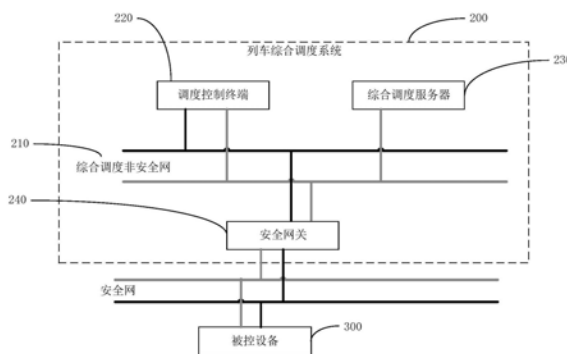 220
200
列车综合调度系统
230
调度控制终端
综合调度服务器
210
综合调度非安全网
240
安全网关
安全网
被控设备
300